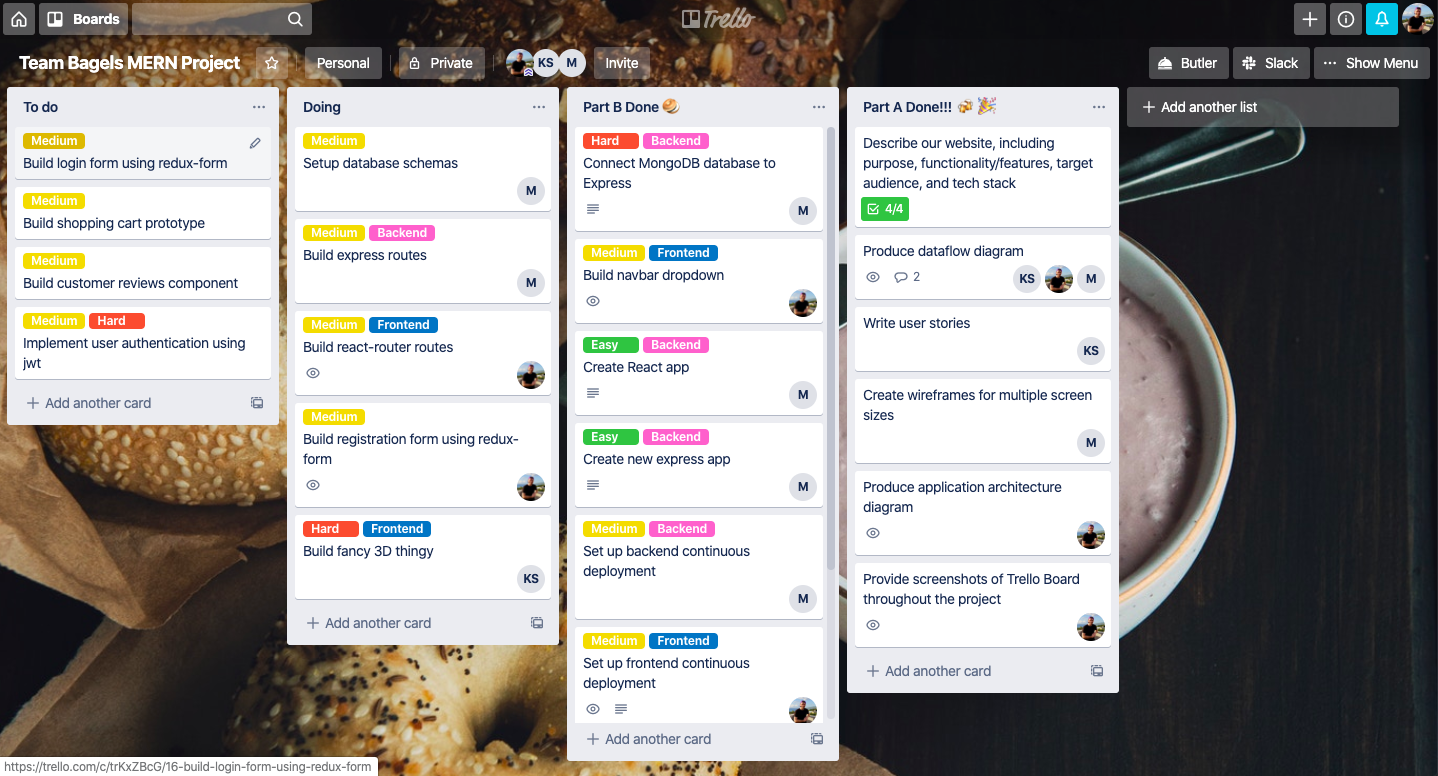 Boards
Trello
Team Bagels MERN Project
Personal
Private
KS
M
Invite
Butler
Slack
Show Menu
To do
Medium
Build login form using redux-form
Medium
Build shopping cart prototype
Medium
Build customer reviews component
Medium Hard
Implement user authentication using
jwt
Add another card
Doing
Medium
Setup database schemas
M
Medium Backend
Build express routes
M
Medium Frontend
Build react-router routes
Medium
Build registration form using redux-
form
Hard Frontend
Build fancy 3D thingy
KS
Add another card
Part B Done
Hard Backend
Connect MongoDB database to
Express
M
Medium Frontend
Build navbar dropdown
Easy Backend
Create React app
M
Easy Backend
Create new express app
M
Medium Backend
Set up backend continuous
deployment
M
Medium Frontend
Set up frontend continuous
deployment
Add another card
Part A Done!!!
Describe our website, including
purpose, functionality/features, target
audience, and tech stack
4/4
Produce dataflow diagram
2
KS
M
Write user stories
KS
Create wireframes for multiple screen
sizes
M
Produce application architecture
diagram
Provide screenshots of Trello Board
throughout the project
Add another card
Add another list
https://trello.com/c/trKxZBcG/16-build-login-form-using-redux-form